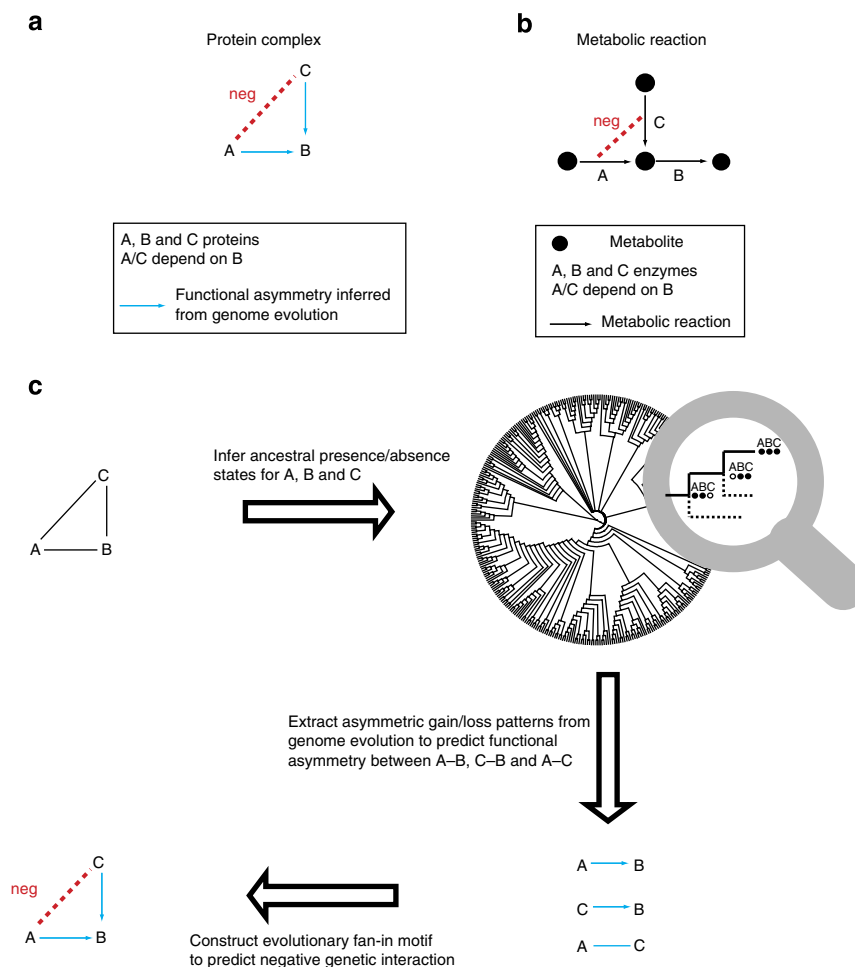 a
Protein complex
C
neg
A
B
A, B and C proteins
A/C depend on B
Functional asymmetry inferred
from genome evolution
b
Metabolic reaction
neg
C
A
B
Metabolite
A, B and C enzymes
A/C depend on B
Metabolic reaction
c
C
A
B
Infer ancestral presence/absence
states for A, B and C
ABC
ABC
ABC
Extract asymmetric gain/loss patterns from
genome evolution to predict functional
asymmetry between A–B, C–B and A–C
A B
C B
A C
Construct evolutionary fan-in motif
to predict negative genetic interaction
C
neg
A
B